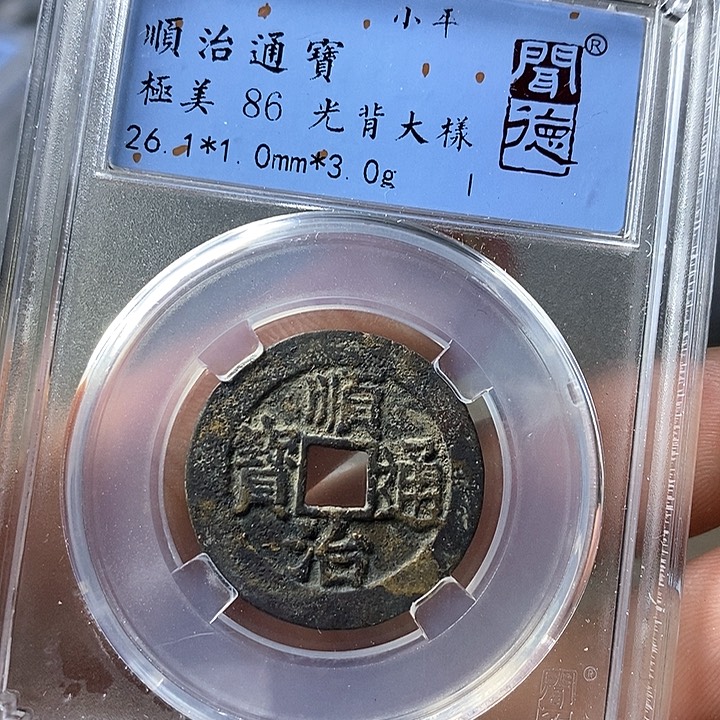 小平
順治通寶
極美 86 光背大樣
26.1*1.0mm*3.0g
聞德®
順治通寶